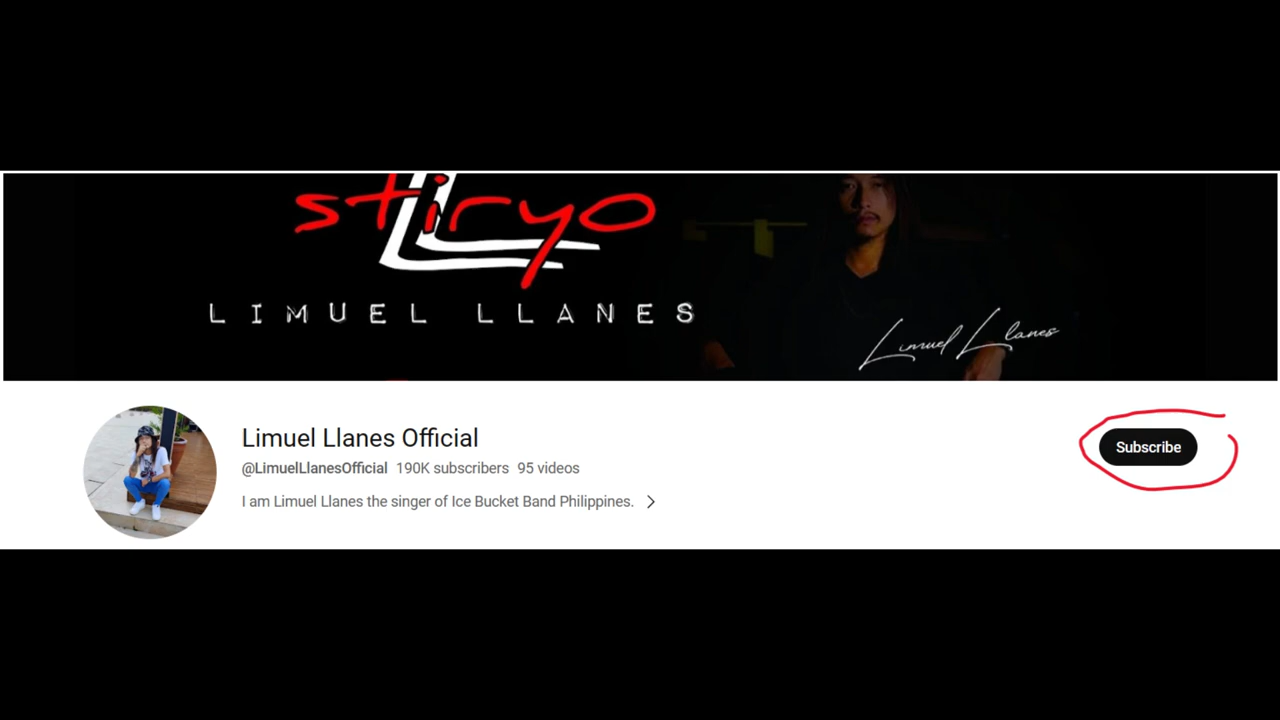 stiryo
LIMUEL LLANES
Limuel Llanes
Limuel Llanes Official
@LimuelLlanesOfficial 190K subscribers 95 videos
I am Limuel Llanes the singer of Ice Bucket Band Philippines.
Subscribe